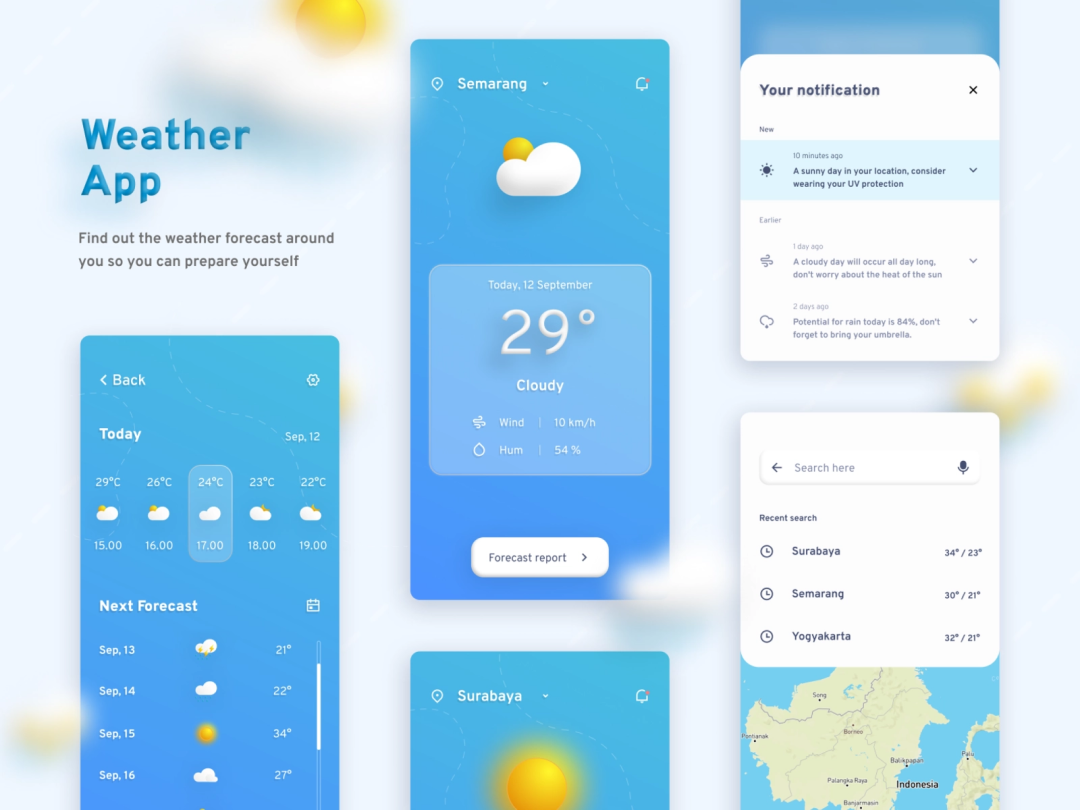 Weather
App
Find out the weather forecast around
you so you can prepare yourself
Back
Today
Sep, 12
29°C 26°C 24°C 23°C 22°C
15.00 16.00 17.00 18.00 19.00
Next Forecast
Sep, 13 21°
Sep, 14 22°
Sep, 15 34°
Sep, 16 27°
Semarang
Today, 12 September
29°
Cloudy
Wind | 10 km/h
Hum | 54 %
Forecast report
Surabaya
Your notification
New
10 minutes ago
A sunny day in your location, consider
wearing your UV protection
Earlier
1 day ago
A cloudy day will occur all day long,
don't worry about the heat of the sun
2 days ago
Potential for rain today is 84%, don't
forget to bring your umbrella.
Search here
Recent search
Surabaya 34° / 23°
Semarang 30° / 21°
Yogyakarta 32° / 21°
Song
Borneo
Pontianak
Palu
Balikpapan
Palangka Raya
Indonesia
Banjarmasin